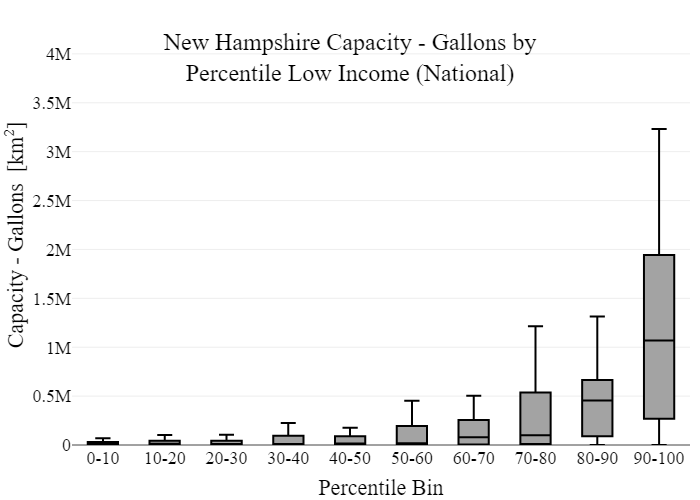 New Hampshire Capacity - Gallons by
Percentile Low Income (National)
Capacity - Gallons [km²]
4M
3.5M
3M
2.5M
2M
1.5M
1M
0.5M
0
0-10 10-20 20-30 30-40 40-50 50-60 60-70 70-80 80-90 90-100
Percentile Bin